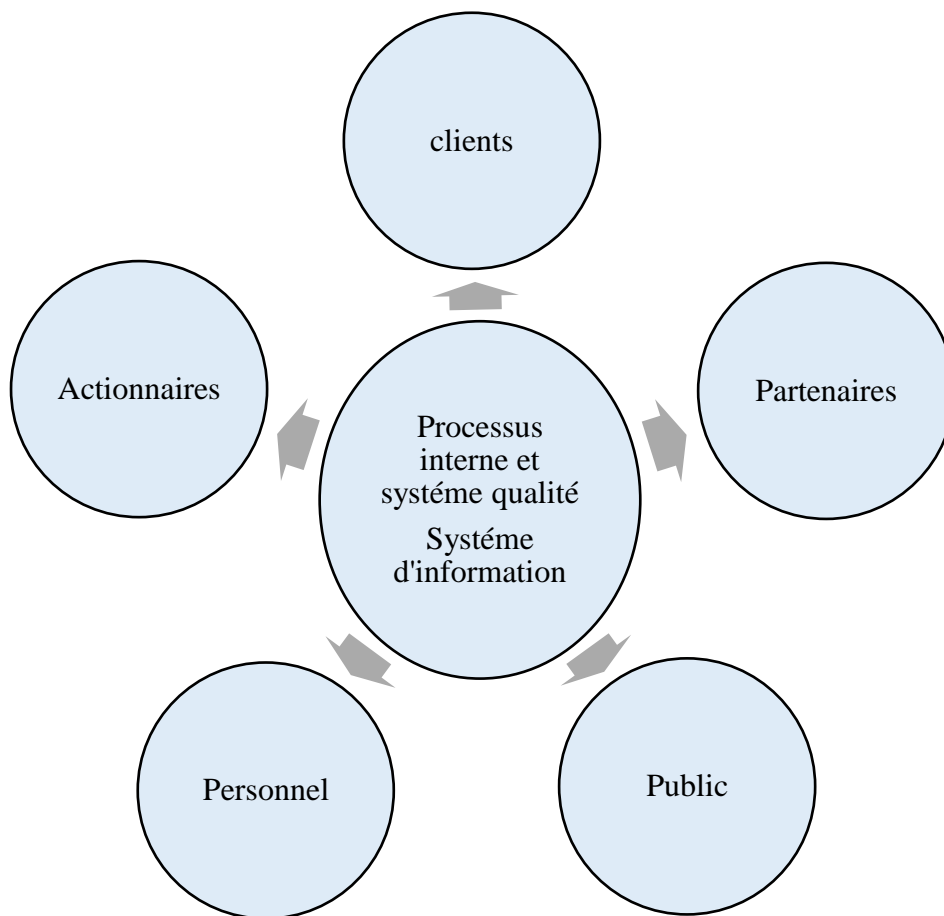 clients
Actionnaires
Partenaires
Processus
interne et
systéme qualité
Systéme
d'information
Personnel
Public